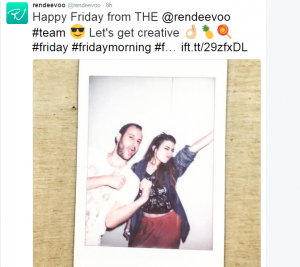 rendeevoo @rendeevoo · 8h
Happy Friday from THE @rendeevoo
#team 😎 Let's get creative 👌🏻🍍🍭
#friday #fridaymorning #f… ift.tt/29zfxDL